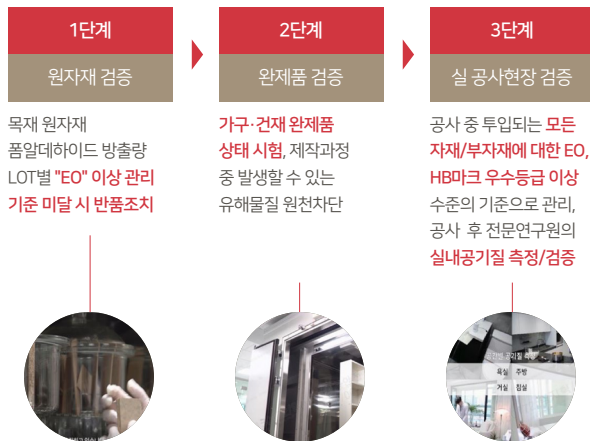 1단계
원자재 검증
목재 원자재
폼알데하이드 방출량
LOT별 "EO" 이상 관리
기준 미달 시 반품조치
2단계
완제품 검증
가구·건재 완제품
상태 시험, 제작과정
중 발생할 수 있는
유해물질 원천차단
3단계
실 공사현장 검증
공사 중 투입되는 모든
자재/부자재에 대한 EO,
HB마크 우수등급 이상
수준의 기준으로 관리,
공사 후 전문연구원의
실내공기질 측정/검증
공기질 측정
욕실 주방
거실 침실